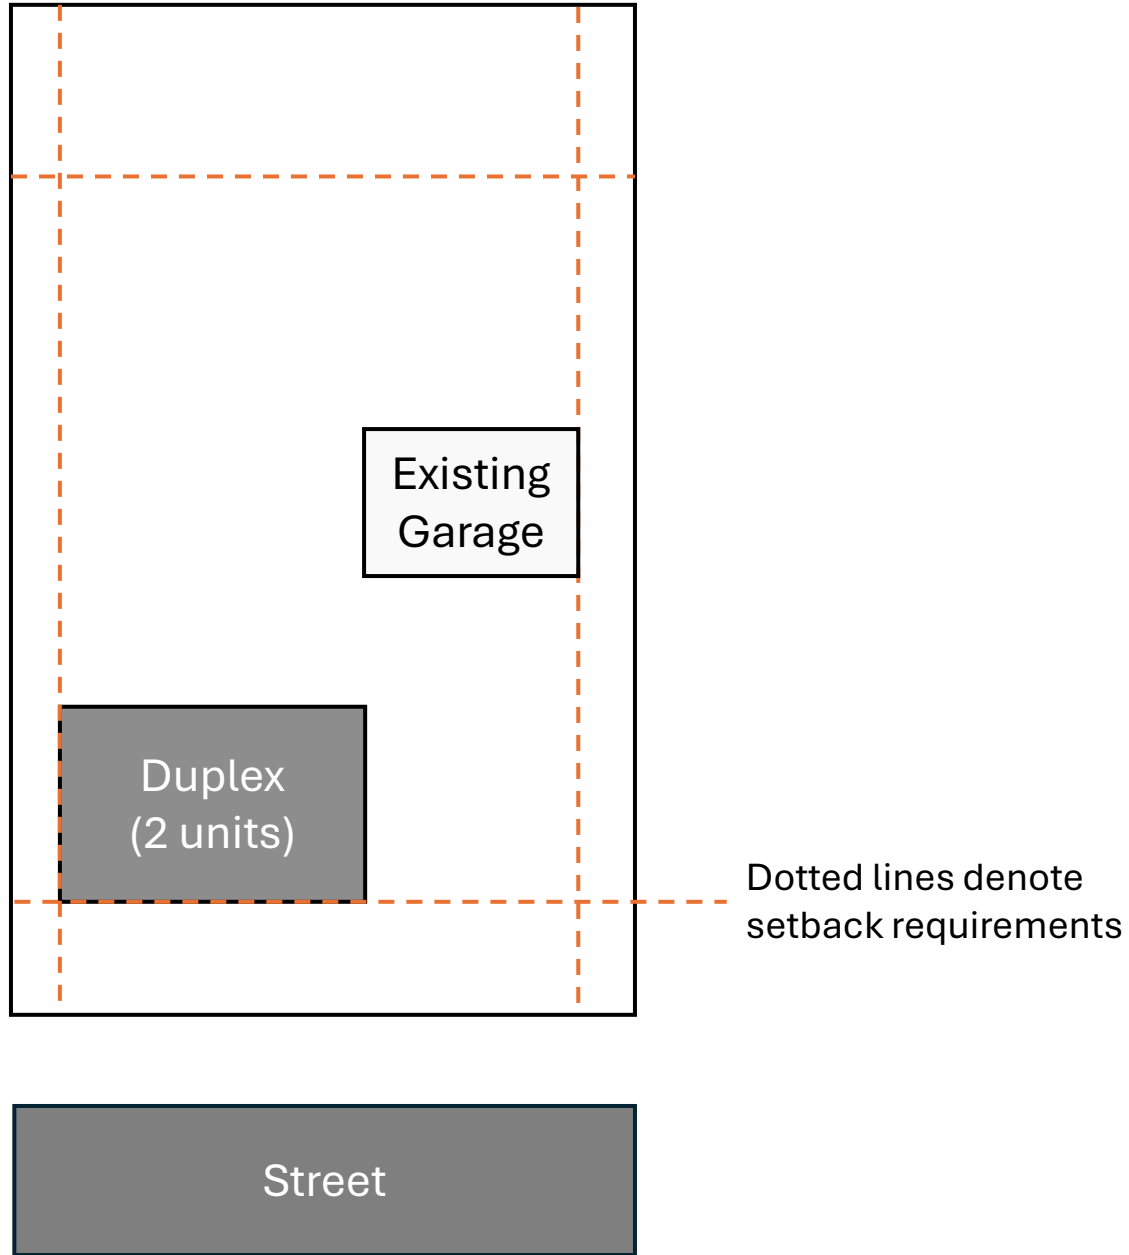 Existing
Garage
Duplex
(2 units)
Dotted lines denote
setback requirements
Street